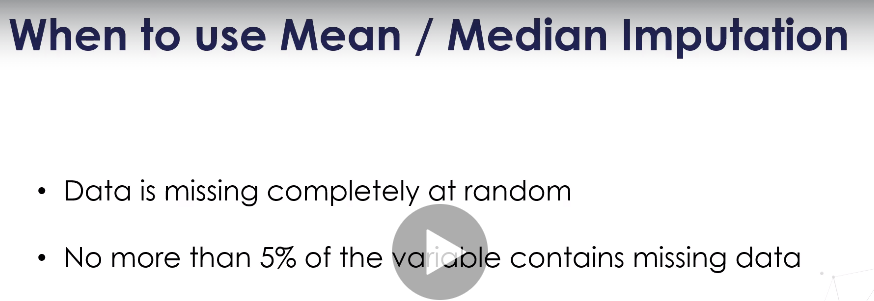 When to use Mean / Median Imputation
• Data is missing completely at random
• No more than 5% of the variable contains missing data